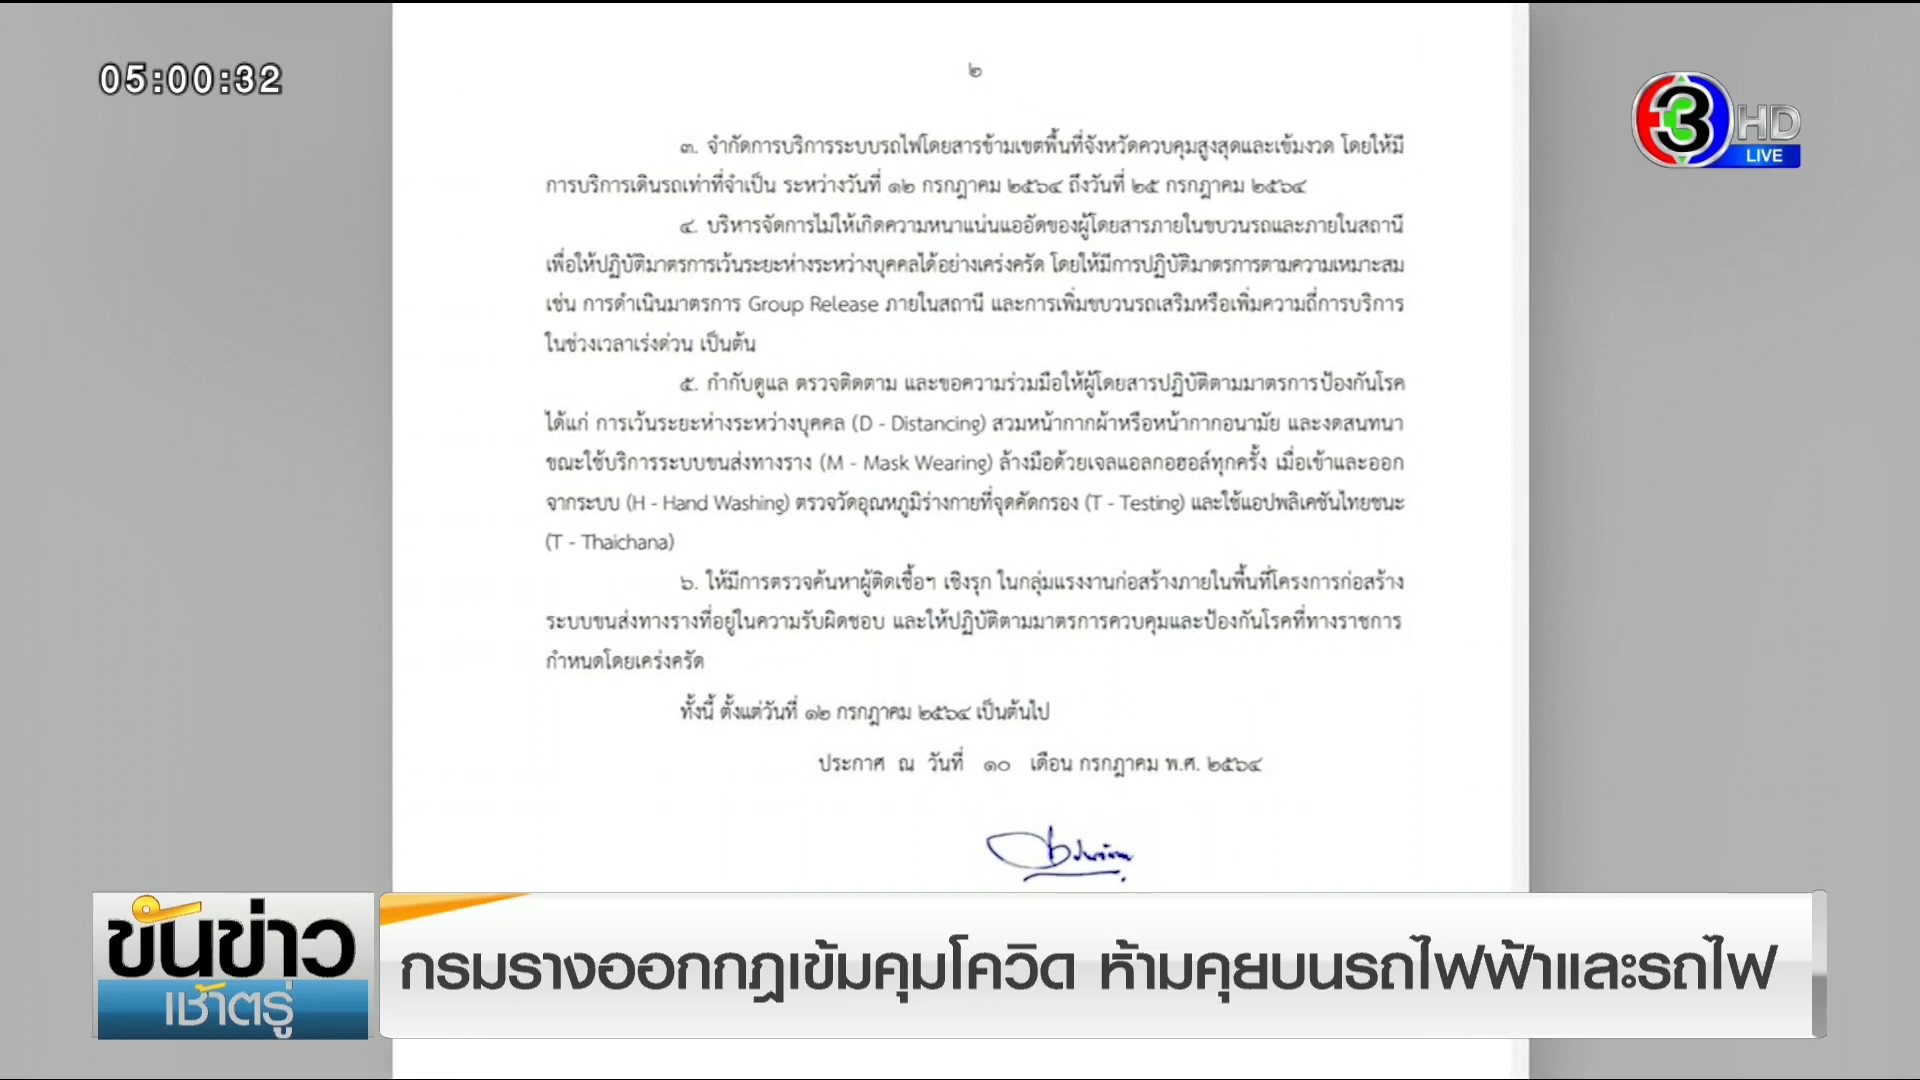 05:00:32
3 HD
LIVE
๒
๓. จำกัดการบริการระบบรถไฟโดยสารข้ามเขตพื้นที่จังหวัดควบคุมสูงสุดและเข้มงวด โดยให้มี
การบริการเดินรถเท่าที่จำเป็น ระหว่างวันที่ ๑๒ กรกฎาคม ๒๕๖๔ ถึงวันที่ ๒๕ กรกฎาคม ๒๕๖๔
๔. บริหารจัดการไม่ให้เกิดความหนาแน่นแออัดของผู้โดยสารภายในขบวนรถและภายในสถานี
เพื่อให้ปฏิบัติมาตรการเว้นระยะห่างระหว่างบุคคลได้อย่างเคร่งครัด โดยให้มีการปฏิบัติมาตรการตามความเหมาะสม
เช่น การดำเนินมาตรการ Group Release ภายในสถานี และการเพิ่มขบวนรถเสริมหรือเพิ่มความถี่การบริการ
ในช่วงเวลาเร่งด่วน เป็นต้น
๕. กำกับดูแล ตรวจติดตาม และขอความร่วมมือให้ผู้โดยสารปฏิบัติตามมาตรการป้องกันโรค
ได้แก่ การเว้นระยะห่างระหว่างบุคคล (D - Distancing) สวมหน้ากากผ้าหรือหน้ากากอนามัย และงดสนทนา
ขณะใช้บริการระบบขนส่งทางราง (M - Mask Wearing) ล้างมือด้วยเจลแอลกอฮอล์ทุกครั้ง เมื่อเข้าและออก
จากระบบ (H - Hand Washing) ตรวจวัดอุณหภูมิร่างกายที่จุดคัดกรอง (T - Testing) และใช้แอปพลิเคชันไทยชนะ
(T - Thaichana)
๖. ให้มีการตรวจค้นหาผู้ติดเชื้อฯ เชิงรุก ในกลุ่มแรงงานก่อสร้างภายในพื้นที่โครงการก่อสร้าง
ระบบขนส่งทางรางที่อยู่ในความรับผิดชอบ และให้ปฏิบัติตามมาตรการควบคุมและป้องกันโรคที่ทางราชการ
กำหนดโดยเคร่งครัด
ทั้งนี้ ตั้งแต่วันที่ ๑๒ กรกฎาคม ๒๕๖๔ เป็นต้นไป
ประกาศ ณ วันที่ ๑๐ เดือน กรกฎาคม พ.ศ. ๒๕๖๔
ขันข่าว
เช้าตรู่
กรมรางออกกฎเข้มคุมโควิด ห้ามคุยบนรถไฟฟ้าและรถไฟ